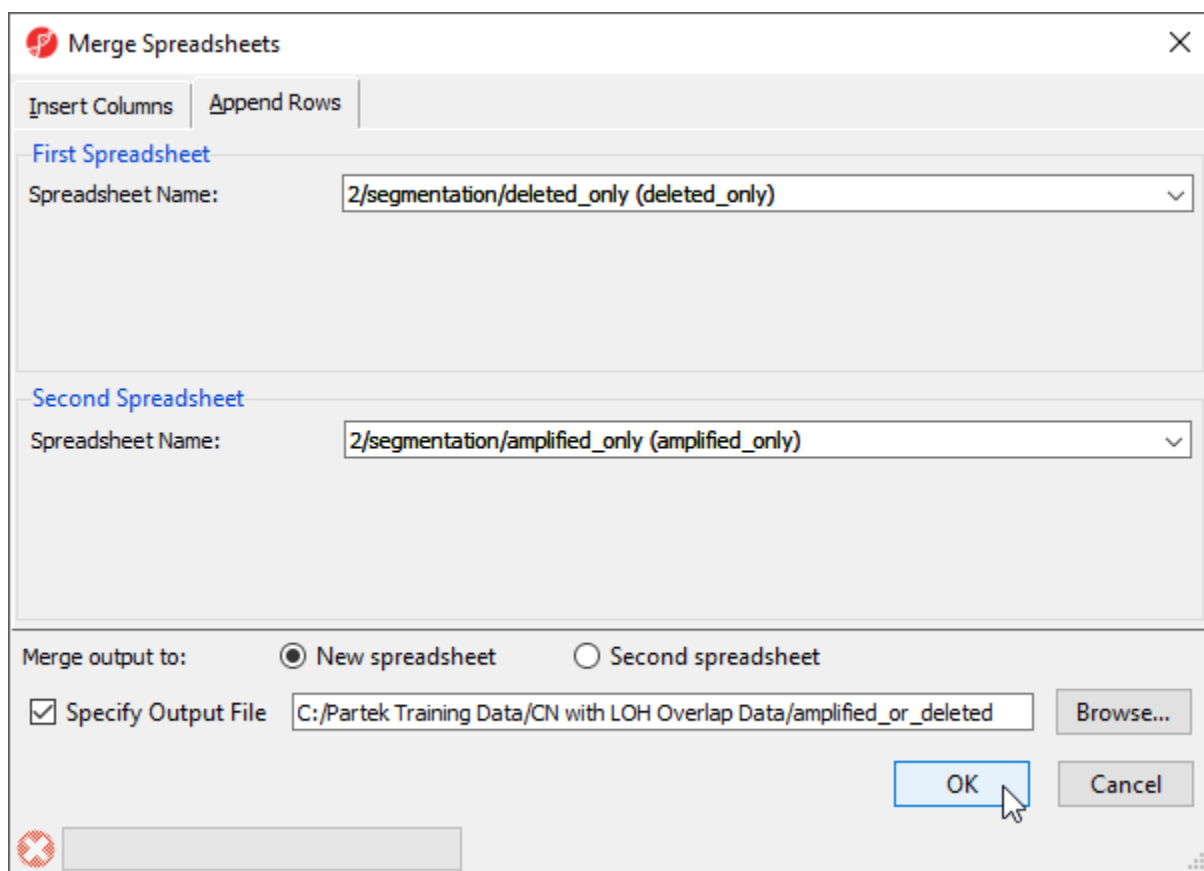 Merge Spreadsheets
Insert Columns Append Rows
First Spreadsheet
Spreadsheet Name: 2/segmentation/deleted_only (deleted_only)
Second Spreadsheet
Spreadsheet Name: 2/segmentation/amplified_only (amplified_only)
Merge output to: New spreadsheet Second spreadsheet
Specify Output File C:/Partek Training Data/CN with LOH Overlap Data/amplified_or_deleted Browse...
OK Cancel